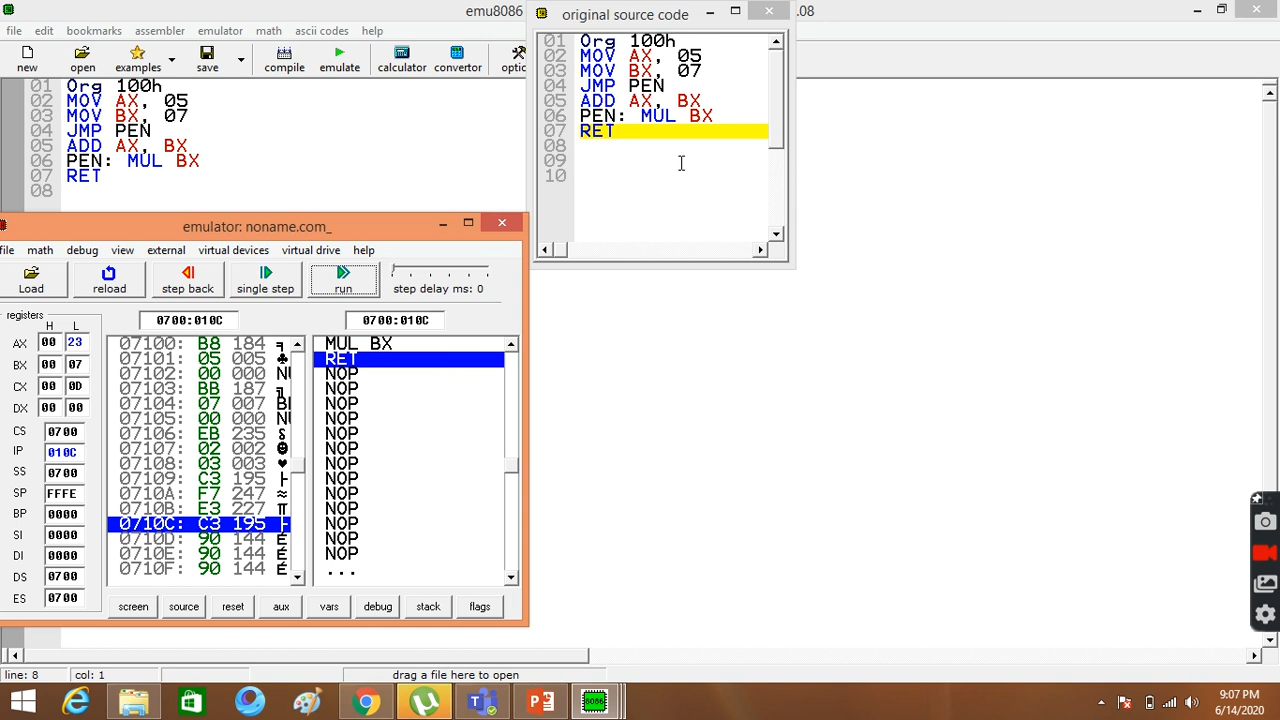 emu8086
.08
file edit bookmarks assembler emulator math ascii codes help
new open examples save compile emulate calculator convertor
01 Org 100h
02 MOV AX, 05
03 MOV BX, 07
04 JMP PEN
05 ADD AX, BX
06 PEN: MUL BX
07 RET
08
original source code
01 Org 100h
02 MOV AX, 05
03 MOV BX, 07
04 JMP PEN
05 ADD AX, BX
06 PEN: MUL BX
07 RET
08
09
10
emulator: noname.com_
file math debug view external virtual devices virtual drive help
Load reload step back single step run step delay ms: 0
registers
H L
0700:010C 0700:010C
AX 00 23
BX 00 07
CX 00 0D
DX 00 00
CS 0700
IP 010C
SS 0700
SP FFFE
BP 0000
SI 0000
DI 0000
DS 0700
ES 0700
07100: B8 184 ╕
07101: 05 005 ♣
07102: 00 000 NU
07103: BB 187 ╗
07104: 07 007 BE
07105: 00 000 NU
07106: EB 235 δ
07107: 02 002 ☻
07108: 03 003 ♥
07109: C3 195 ├
0710A: F7 247 ≈
0710B: E3 227 π
0710C: C3 195 ├
0710D: 90 144 É
0710E: 90 144 É
0710F: 90 144 É
MUL BX
RET
NOP
NOP
NOP
NOP
NOP
NOP
NOP
NOP
NOP
NOP
NOP
NOP
NOP
...
screen source reset aux vars debug stack flags
line: 8 col: 1 drag a file here to open
8086
9:07 PM
6/14/2020